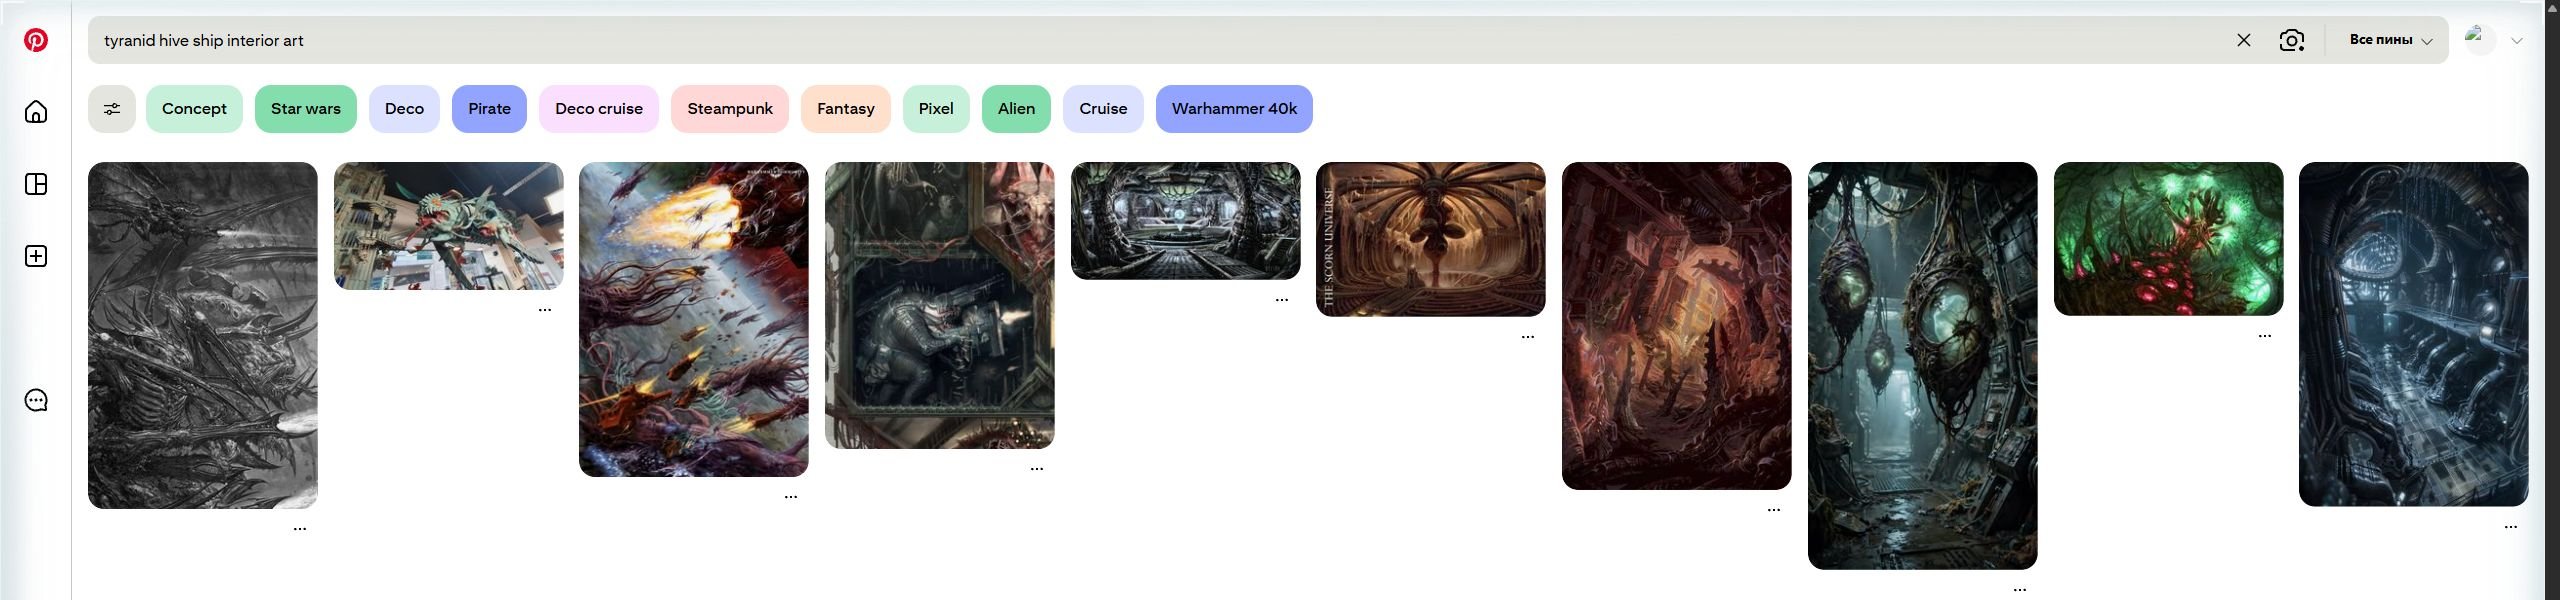 tyranid hive ship interior art
Все пины
Concept
Star wars
Deco
Pirate
Deco cruise
Steampunk
Fantasy
Pixel
Alien
Cruise
Warhammer 40k
THE SCORN UNIVERSE